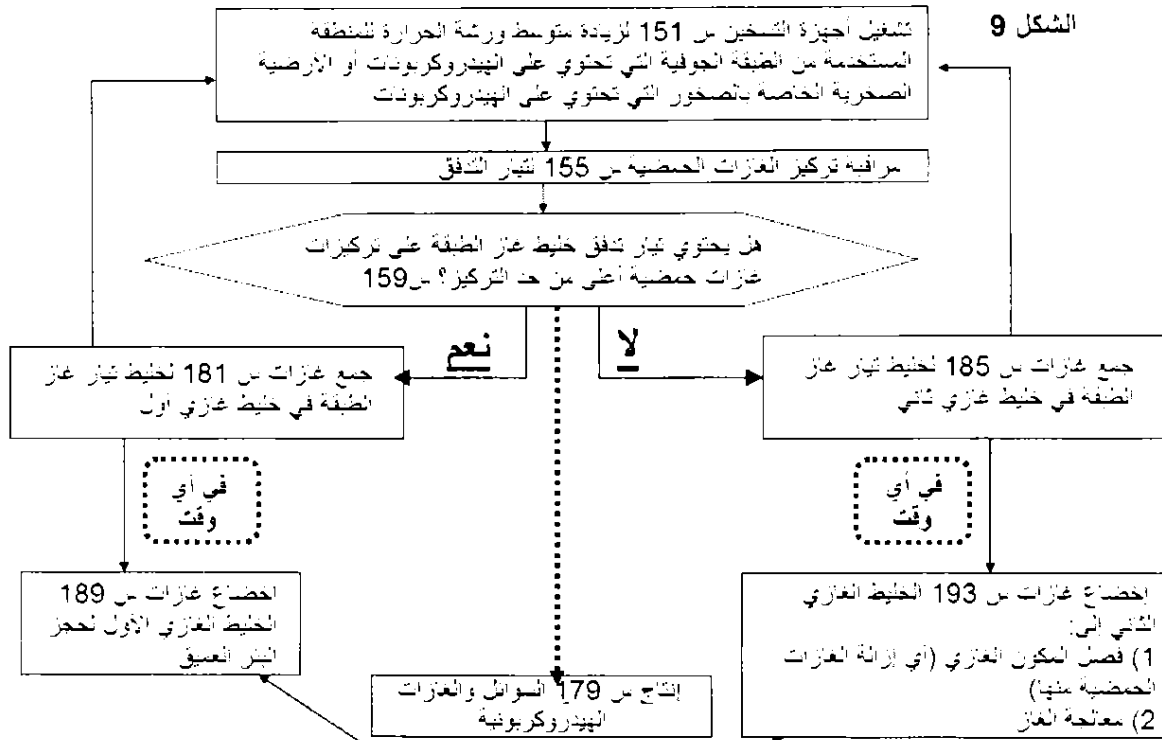 الشكل 9
تشغيل أجهزة التسخين س 151 لزيادة متوسط ورشة الحرارة للمنطقة
المستخدمة من الطبقة الجوفية التي تحتوي على الهيدروكربونات أو الأرضية
الصخرية الخاصة بالصخور التي تحتوي على الهيدروكربونات
مراقبة تركيز الغازات الحمضية س 155 لتيار التدفق
هل يحتوي تيار تدفق خليط غاز الطبقة على تركيزات
غازات حمضية أعلى من حد التركيز؟ س159
نعم
لا
جمع غازات س 181 لخليط تيار غاز
الطبقة في خليط غازي أول
جمع غازات س 185 لخليط تيار غاز
الطبقة في خليط غازي ثاني
في أي
وقت
في أي
وقت
إخضاع غازات س 189
الخليط الغازي الأول لحجز
البئر العميق
إنتاج س 179 السوائل والغازات
الهيدروكربونية
إخضاع غازات س 193 الخليط الغازي
الثاني إلى:
1) فصل المكون الغازي (أي إزالة الغازات
الحمضية منها)
2) معالجة الغاز